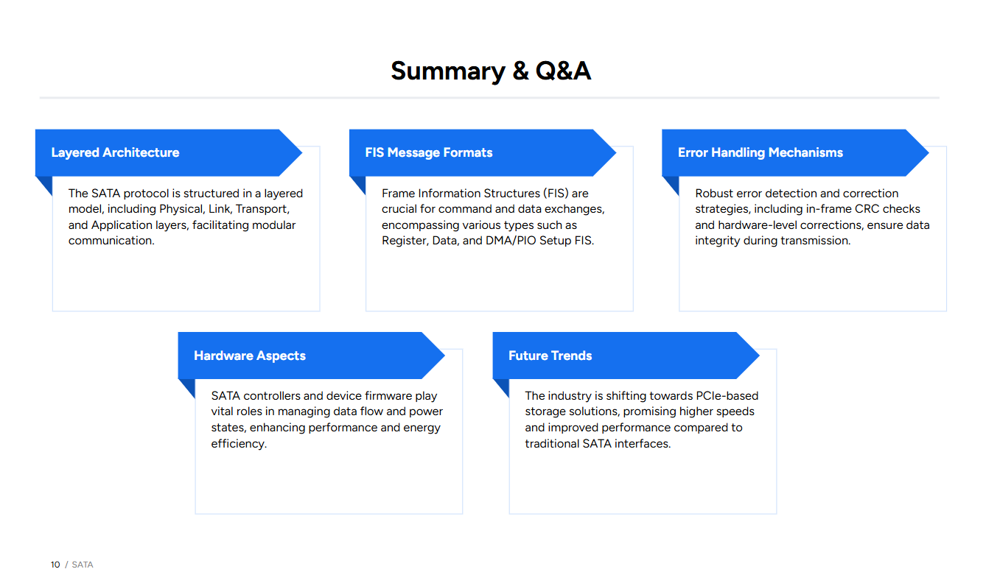 Summary & Q&A
Layered Architecture
The SATA protocol is structured in a layered
model, including Physical, Link, Transport,
and Application layers, facilitating modular
communication.
FIS Message Formats
Frame Information Structures (FIS) are
crucial for command and data exchanges,
encompassing various types such as
Register, Data, and DMA/PIO Setup FIS.
Error Handling Mechanisms
Robust error detection and correction
strategies, including in-frame CRC checks
and hardware-level corrections, ensure data
integrity during transmission.
Hardware Aspects
SATA controllers and device firmware play
vital roles in managing data flow and power
states, enhancing performance and energy
efficiency.
Future Trends
The industry is shifting towards PCIe-based
storage solutions, promising higher speeds
and improved performance compared to
traditional SATA interfaces.
10 / SATA